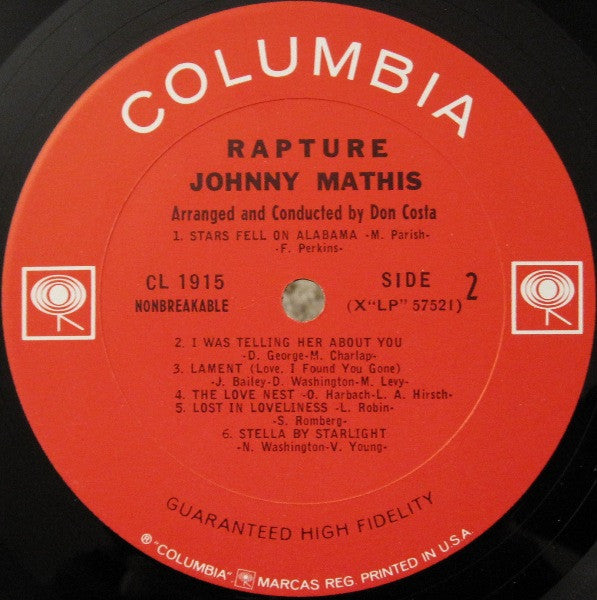 COLUMBIA
RAPTURE
JOHNNY MATHIS
Arranged and Conducted by Don Costa
1. STARS FELL ON ALABAMA -M. Parish-
-F. Perkins-
CL 1915
NONBREAKABLE
SIDE 2
(X"LP" 57521)
2. I WAS TELLING HER ABOUT YOU
-D. George-M. Charlap-
3. LAMENT (Love, I Found You Gone)
-J. Bailey-D. Washington-M. Levy-
4. THE LOVE NEST -O. Harbach-L. A. Hirsch-
5. LOST IN LOVELINESS -L. Robin-
-S. Romberg-
6. STELLA BY STARLIGHT
-N. Washington-V. Young-
GUARANTEED HIGH FIDELITY
® "COLUMBIA", MARCAS REG. PRINTED IN U.S.A.